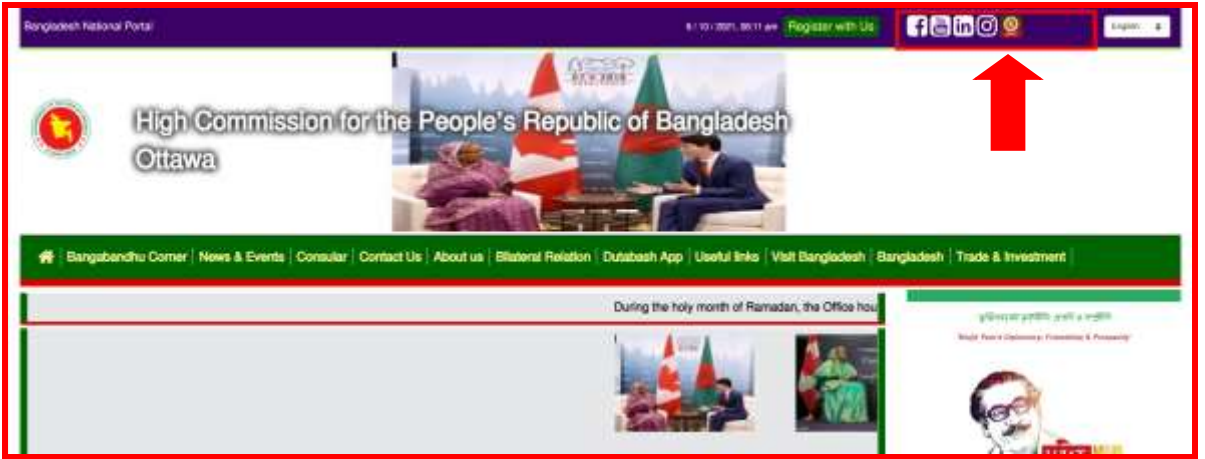 Bangladesh National Portal
Register with Us
English
High Commission for the People's Republic of Bangladesh
Ottawa
Bangabandhu Corner News & Events Consular Contact Us About us Bilateral Relation Dutabash App Useful links Visit Bangladesh Bangladesh Trade & Investment
During the holy month of Ramadan, the Office hou